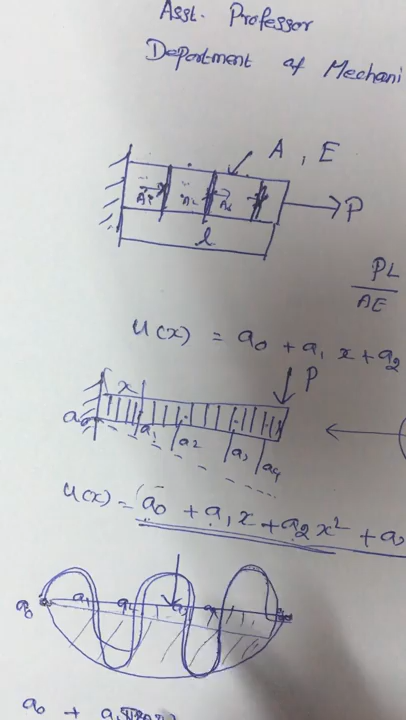 Asst. Professor
Department of Mechani
A, E
P
l
PL
AE
u(x) = a0 + a1 x + a2
P
x
a0 a1 a2 a3 a4
u(x) = a0 + a1 x + a2 x² + a
a0 a1 a2 a3
a0 + a1